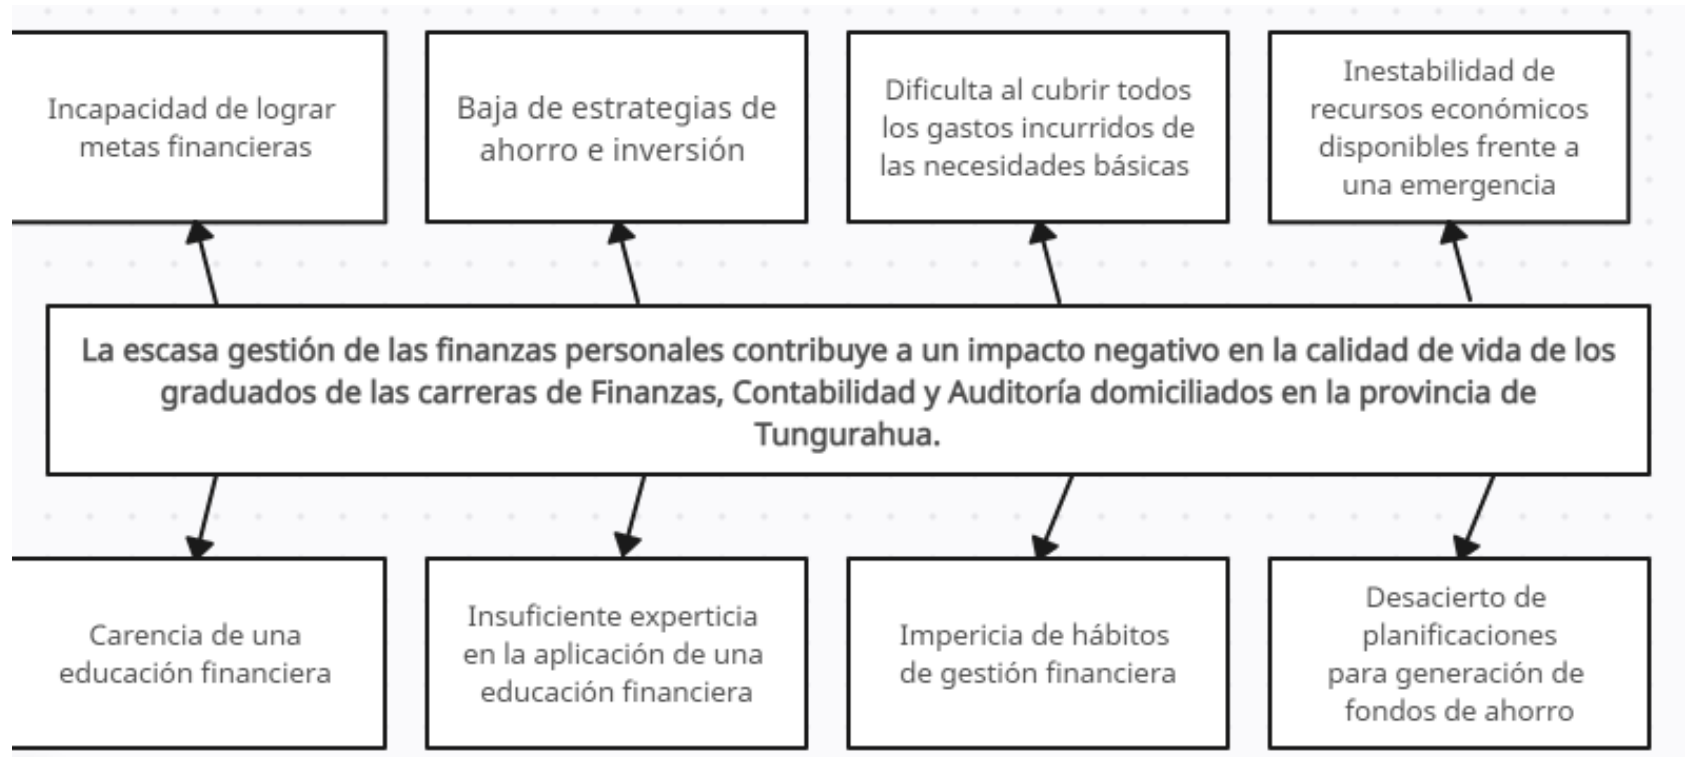 Incapacidad de lograr
metas financieras
Baja de estrategias de
ahorro e inversión
Dificulta al cubrir todos
los gastos incurridos de
las necesidades básicas
Inestabilidad de
recursos económicos
disponibles frente a
una emergencia
La escasa gestión de las finanzas personales contribuye a un impacto negativo en la calidad de vida de los
graduados de las carreras de Finanzas, Contabilidad y Auditoría domiciliados en la provincia de
Tungurahua.
Carencia de una
educación financiera
Insuficiente experticia
en la aplicación de una
educación financiera
Impericia de hábitos
de gestión financiera
Desacierto de
planificaciones
para generación de
fondos de ahorro